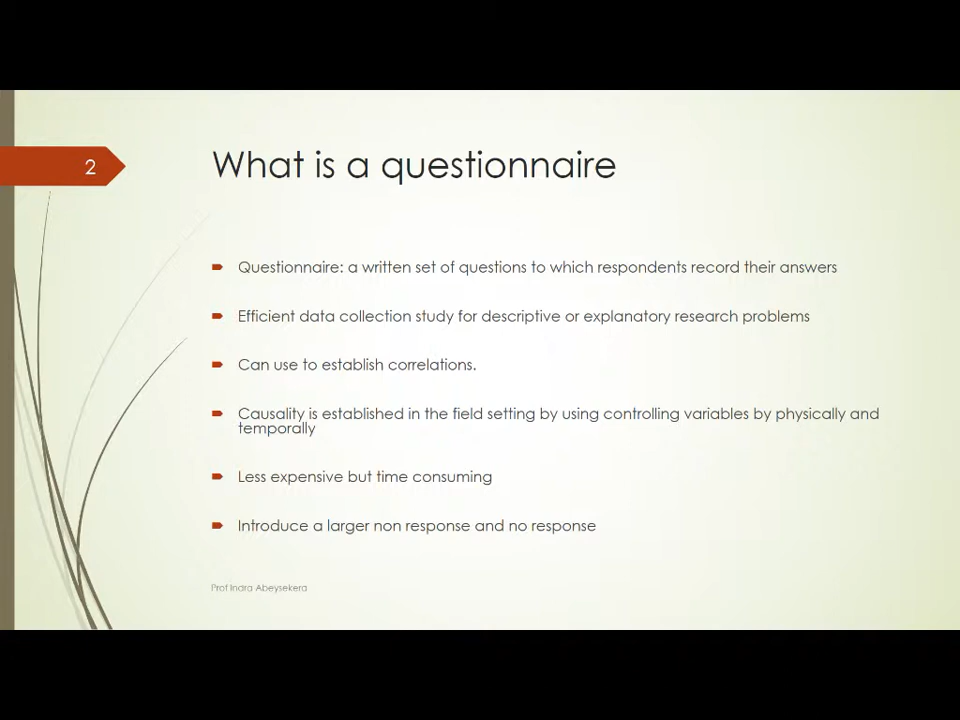 2
What is a questionnaire
Questionnaire: a written set of questions to which respondents record their answers
Efficient data collection study for descriptive or explanatory research problems
Can use to establish correlations.
Causality is established in the field setting by using controlling variables by physically and
temporally
Less expensive but time consuming
Introduce a larger non response and no response
Prof Indra Abeysekera